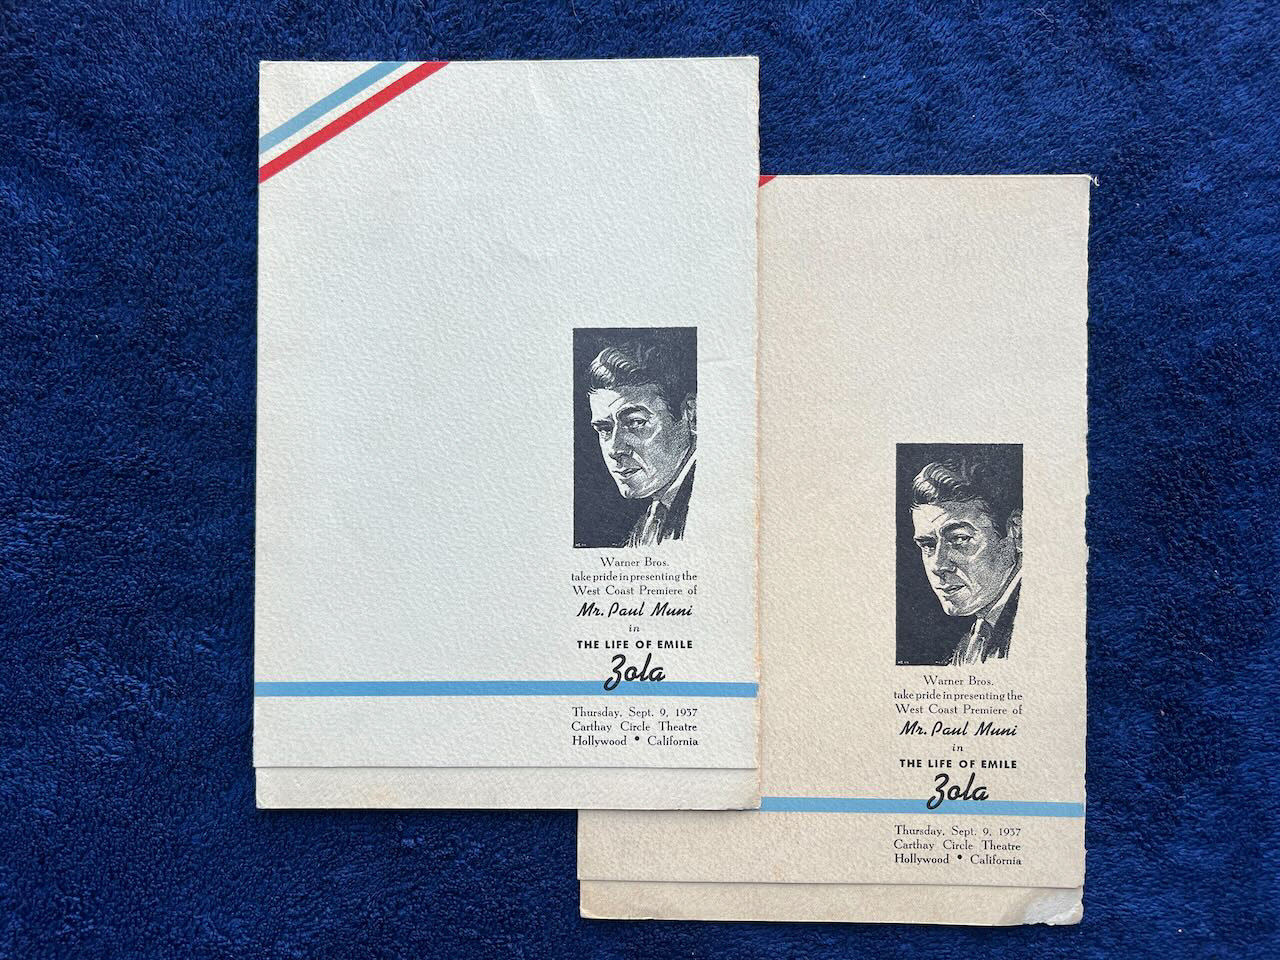 Warner Bros.
take pride in presenting the
West Coast Premiere of
Mr. Paul Muni
in
THE LIFE OF EMILE
Zola
Thursday, Sept. 9, 1937
Carthay Circle Theatre
Hollywood • California
Warner Bros.
take pride in presenting the
West Coast Premiere of
Mr. Paul Muni
in
THE LIFE OF EMILE
Zola
Thursday, Sept. 9, 1937
Carthay Circle Theatre
Hollywood • California